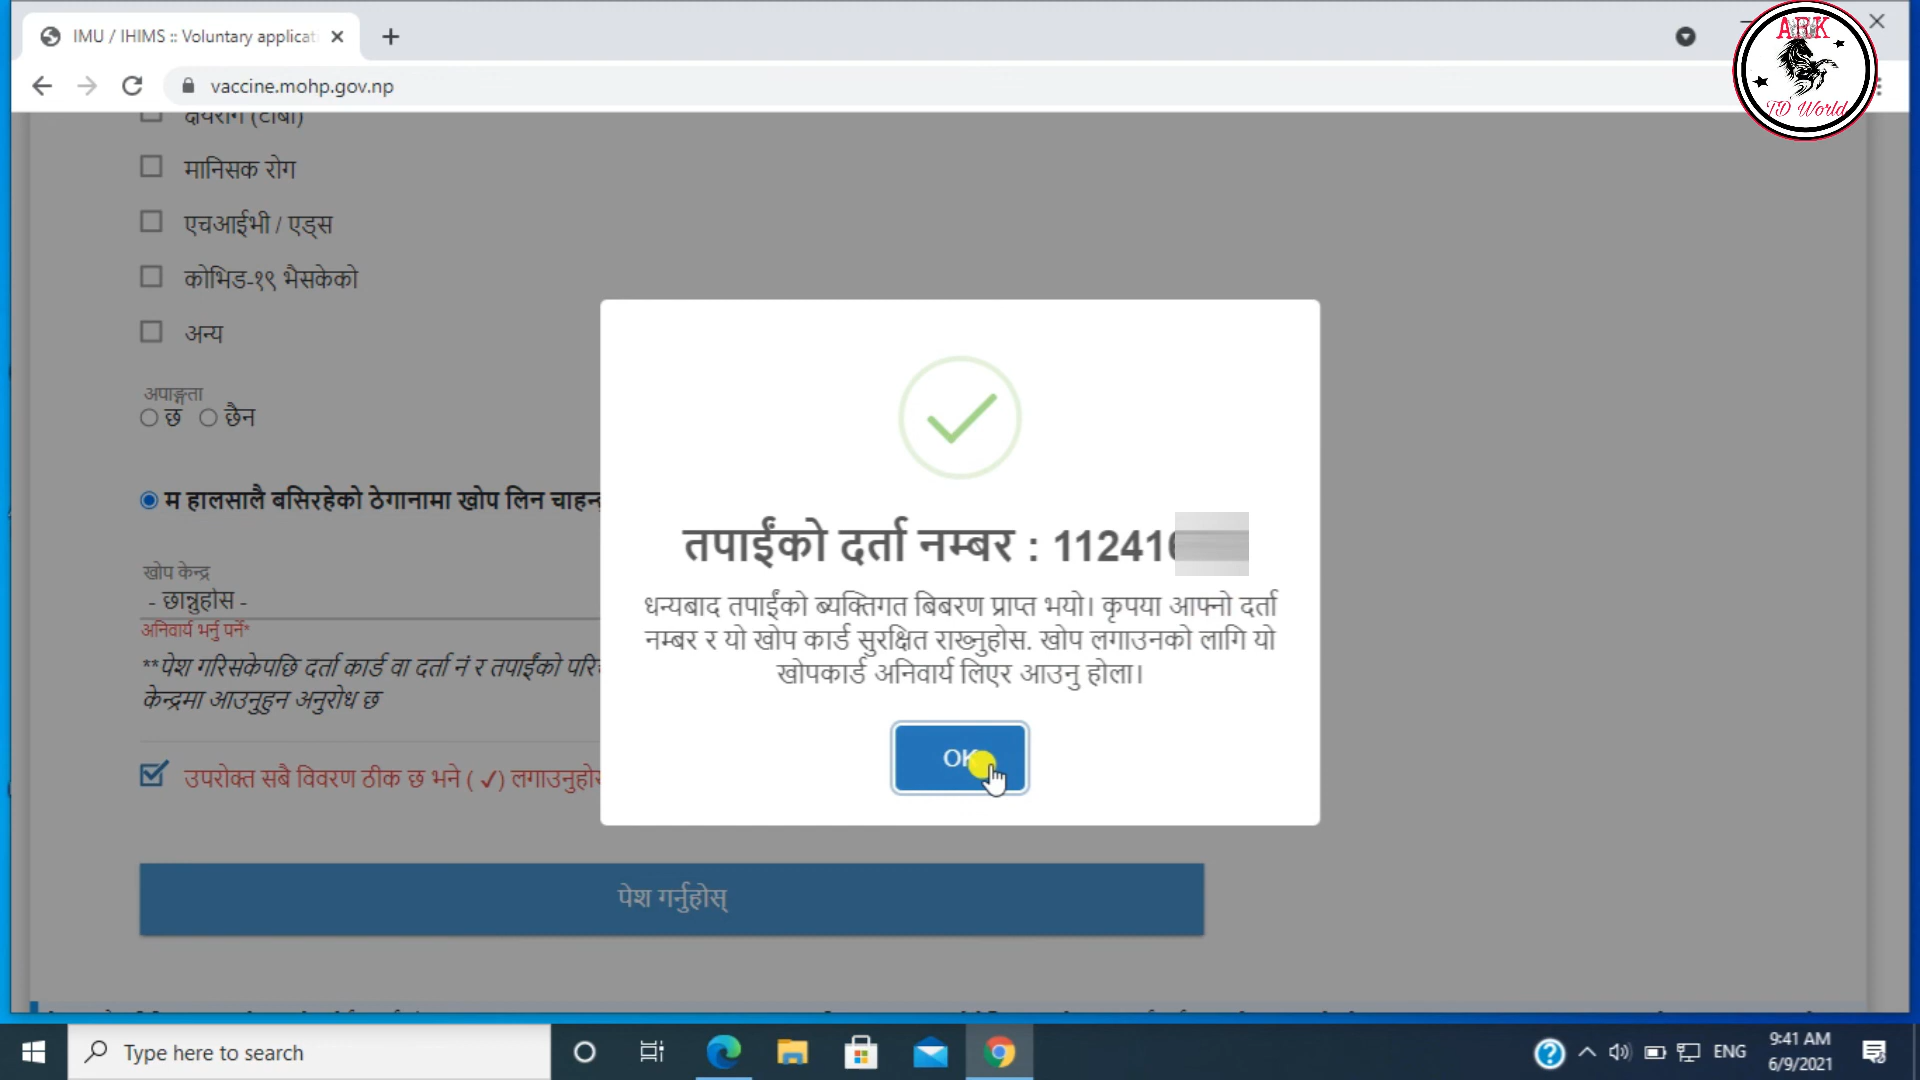 IMU / IHIMS :: Voluntary applicat
vaccine.mohp.gov.np
ARK
TD World
क्षयरोग (टीबी)
मानिसक रोग
एचआईभी / एड्स
कोभिड-१९ भैसकेको
अन्य
अपाङ्गता
छ छैन
म हालसालै बसिरहेको ठेगानामा खोप लिन चाहन्
खोप केन्द्र
- छान्नुहोस -
अनिवार्य भर्नु पर्ने*
**पेश गरिसकेपछि दर्ता कार्ड वा दर्ता नं र तपाईंको
केन्द्रमा आउनुहुन अनुरोध छ
उपरोक्त सबै विवरण ठीक छ भने ( ✓) लगाउनुहो
पेश गर्नुहोस्
तपाईंको दर्ता नम्बर : 11241
धन्यबाद तपाईंको ब्यक्तिगत बिबरण प्राप्त भयो। कृपया आफ्नो दर्ता
नम्बर र यो खोप कार्ड सुरक्षित राख्नुहोस. खोप लगाउनको लागि यो
खोपकार्ड अनिवार्य लिएर आउनु होला।
OK
Type here to search
ENG
9:41 AM
6/9/2021